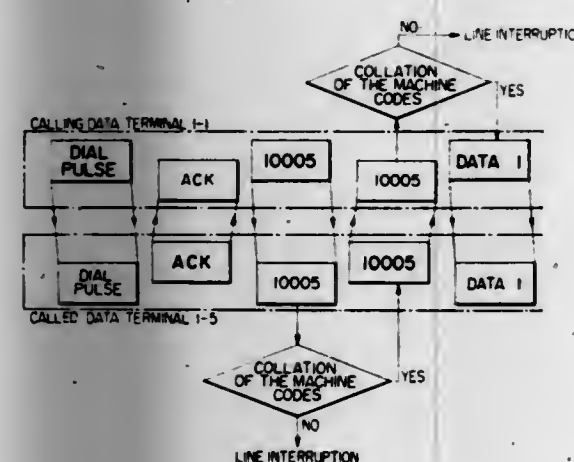 NO
LINE INTERRUPTIO
COLLATION
OF THE MACHINE
CODES
YES
CALLING DATA TERMINAL 1-1
DIAL
PULSE
ACK
10005
10005
DATA 1
DIAL
PULSE
ACK
10005
10005
DATA 1
CALLED DATA TERMINAL 1-5
COLLATION
OF THE MACHINE
CODES
YES
NO
LINE INTERRUPTION